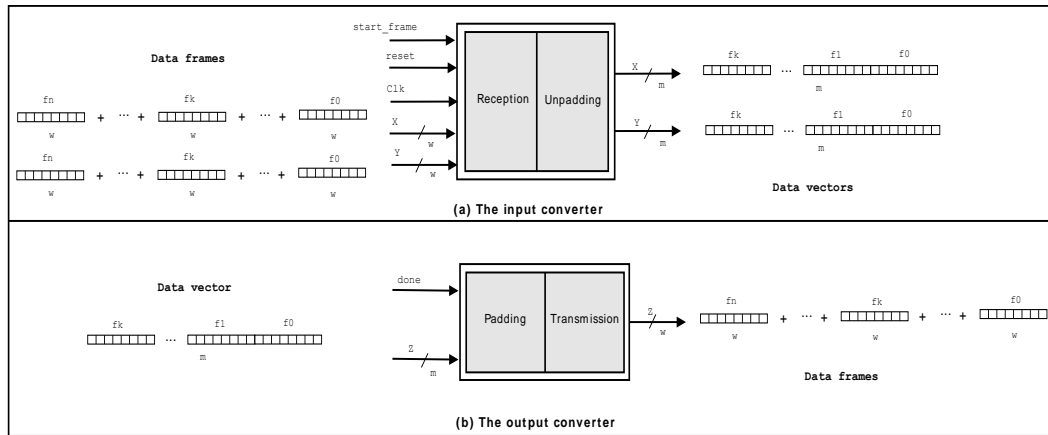 start_frame
Data frames
reset
Clk
X
w
Y
w
fn
+ ... +
fk
+ ... +
f0
w
w
w
fn
+ ... +
fk
+ ... +
f0
w
w
w
Reception
Unpadding
X
m
Y
m
fk
...
f1
f0
m
fk
...
f1
f0
m
Data vectors
(a) The input converter
Data vector
fk
...
f1
f0
m
done
Z
m
Padding
Transmission
Z
w
fn
+ ... +
fk
+ ... +
f0
w
w
w
Data frames
(b) The output converter